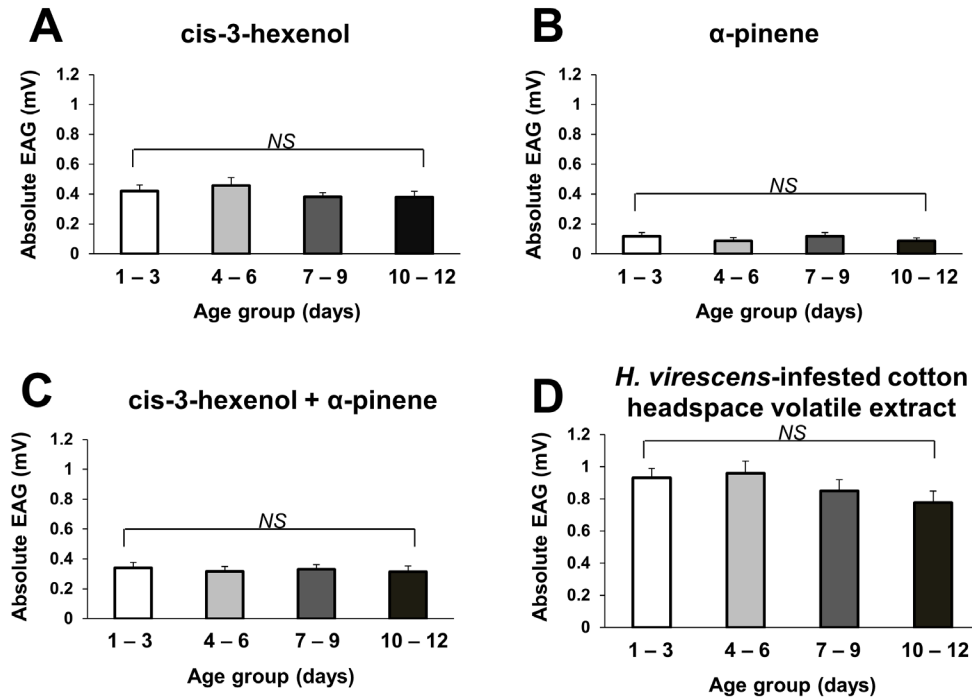 A
cis-3-hexenol
Absolute EAG (mV)
1.2
1
0.8
0.6
0.4
0.2
0
NS
1 – 3 4 – 6 7 – 9 10 – 12
Age group (days)
B
α-pinene
Absolute EAG (mV)
1.2
1
0.8
0.6
0.4
0.2
0
NS
1 – 3 4 – 6 7 – 9 10 – 12
Age group (days)
C
cis-3-hexenol + α-pinene
Absolute EAG (mV)
1.2
1
0.8
0.6
0.4
0.2
0
NS
1 – 3 4 – 6 7 – 9 10 – 12
Age group (days)
D
H. virescens-infested cotton
headspace volatile extract
Absolute EAG (mV)
1.2
1
0.8
0.6
0.4
0.2
0
NS
1 – 3 4 – 6 7 – 9 10 – 12
Age group (days)